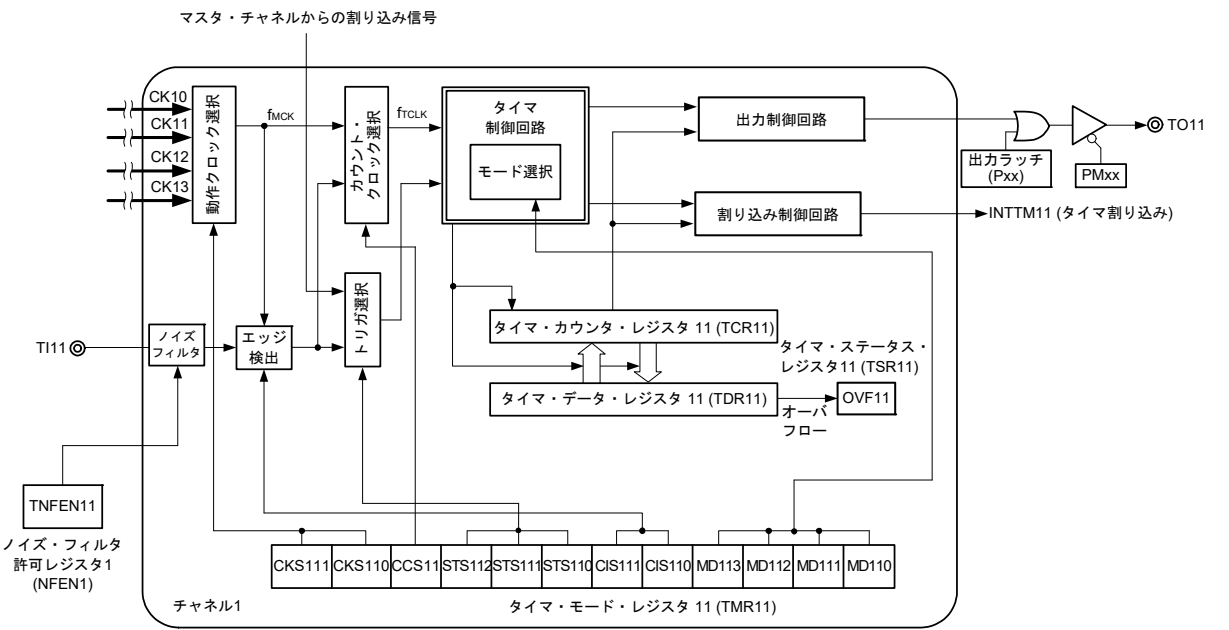 マスタ・チャネルからの割り込み信号
CK10
CK11
CK12
CK13
動作クロック選択
fMCK
カウント・
クロック選択
fTCLK
タイマ
制御回路
モード選択
出力制御回路
出力ラッチ
(Pxx)
PMxx
TO11
割り込み制御回路
INTTM11 (タイマ割り込み)
トリガ選択
TI11
ノイズ
フィルタ
エッジ
検出
タイマ・カウンタ・レジスタ 11 (TCR11)
タイマ・ステータス・
レジスタ11 (TSR11)
タイマ・データ・レジスタ 11 (TDR11)
オーバ
フロー
OVF11
TNFEN11
ノイズ・フィルタ
許可レジスタ1
(NFEN1)
CKS111 CKS110 CCS11 STS112 STS111 STS110 CIS111 CIS110 MD113 MD112 MD111 MD110
チャネル1
タイマ・モード・レジスタ 11 (TMR11)